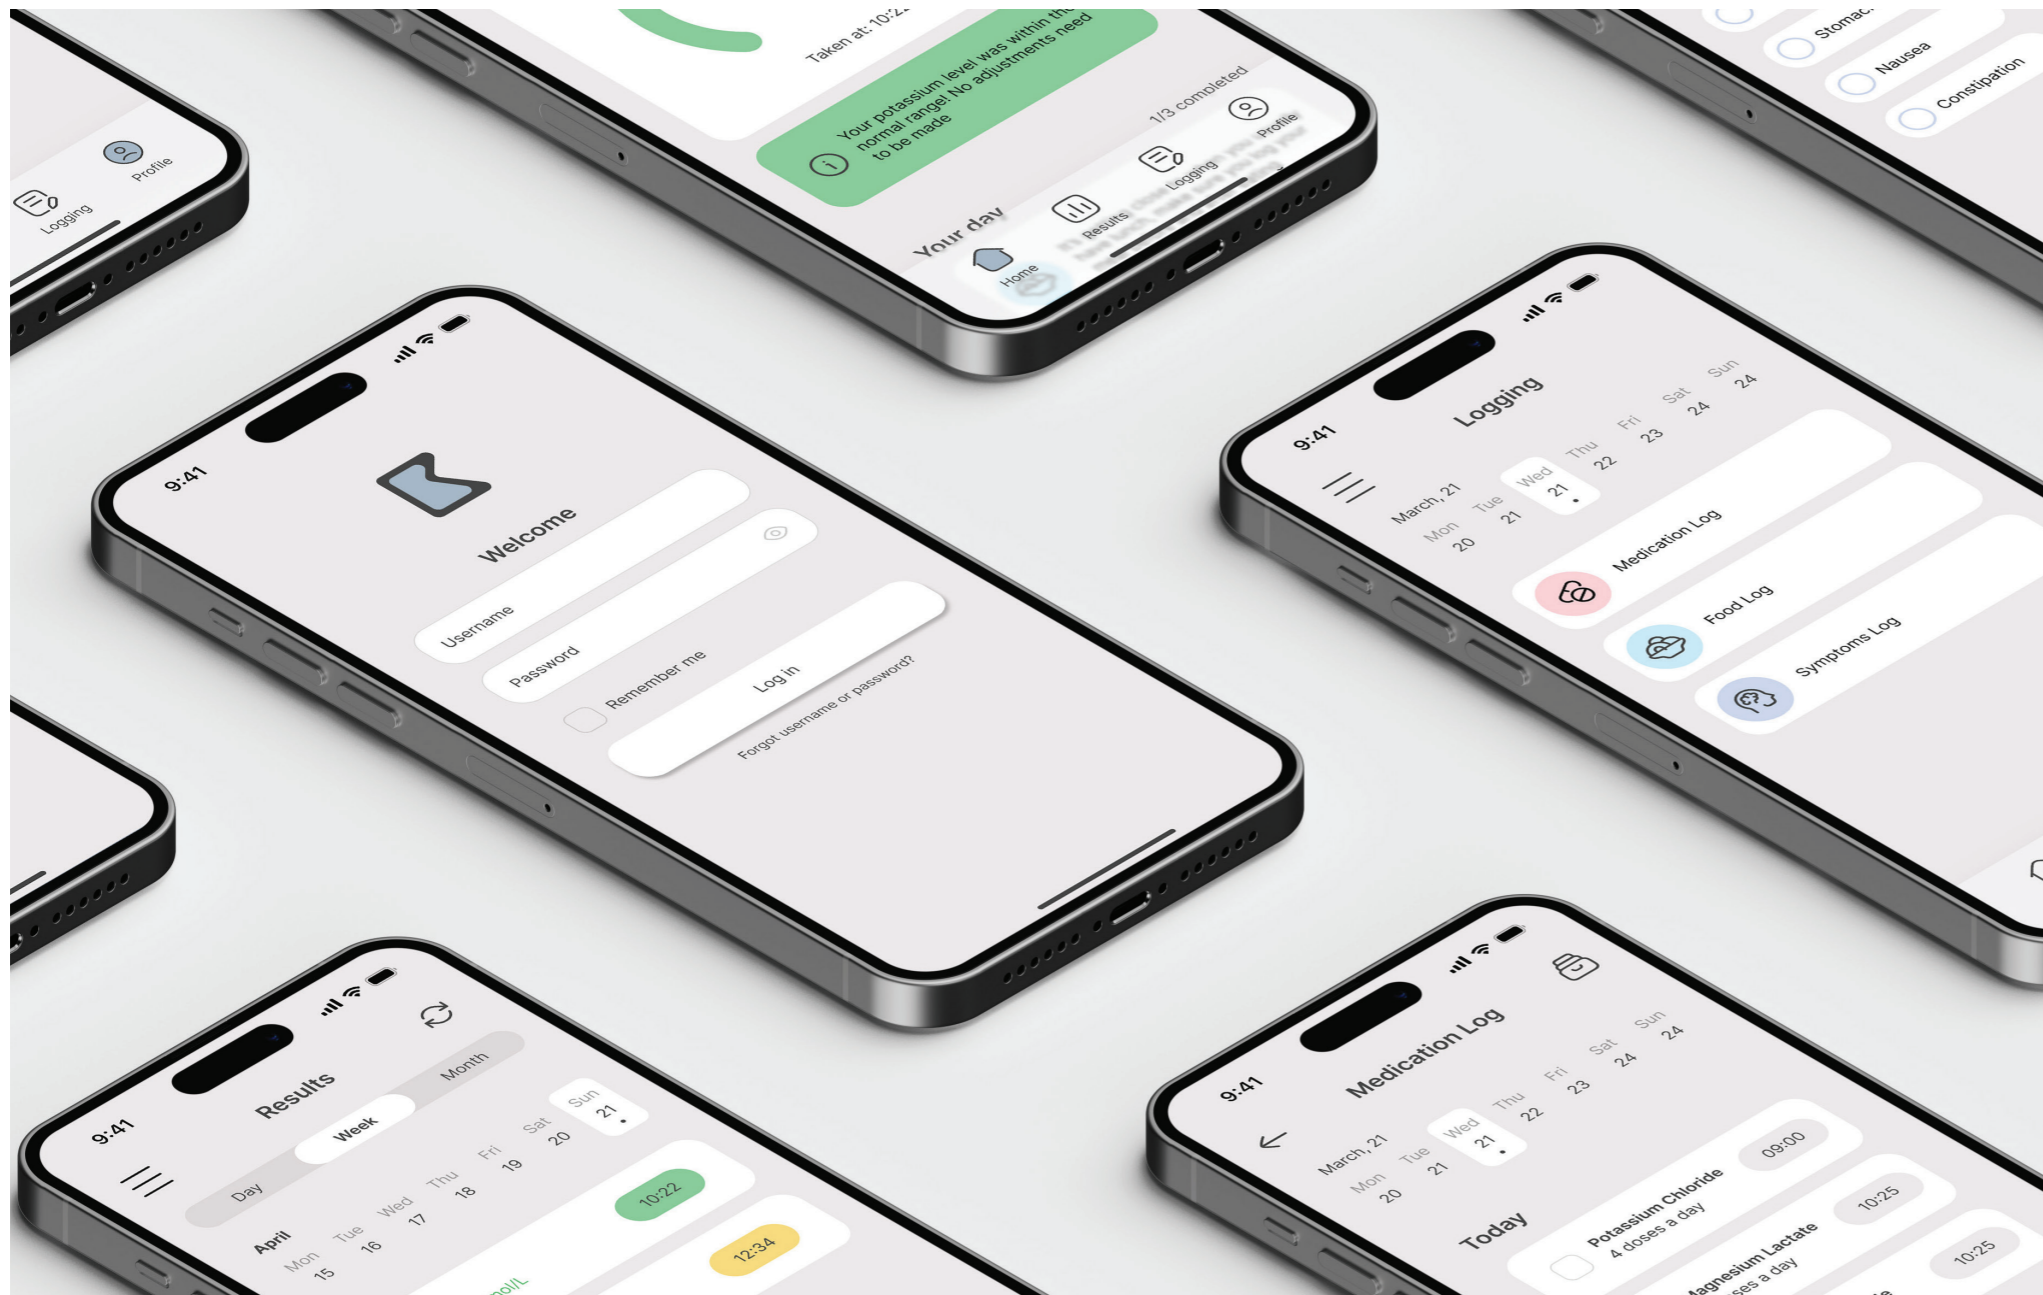 Logging
Profile
Taken at: 10:22
Your potassium level was within the
normal range! No adjustments need
to be made
Your day
1/3 completed
Home
Results
Logging
Profile
Nausea
Constipation
9:41
Welcome
Username
Password
Remember me
Log in
Forgot username or password?
9:41
Logging
March, 21
Mon Tue Wed Thu Fri Sat Sun
20 21 21 22 23 24 24
Medication Log
Food Log
Symptoms Log
9:41
Results
Day Week Month
April
Mon Tue Wed Thu Fri Sat Sun
15 16 17 18 19 20 21
10:22
mol/L
12:34
9:41
Medication Log
March, 21
Mon Tue Wed Thu Fri Sat Sun
20 21 21 22 23 24 24
Today
Potassium Chloride
4 doses a day
09:00
Magnesium Lactate
a day
10:25
10:25